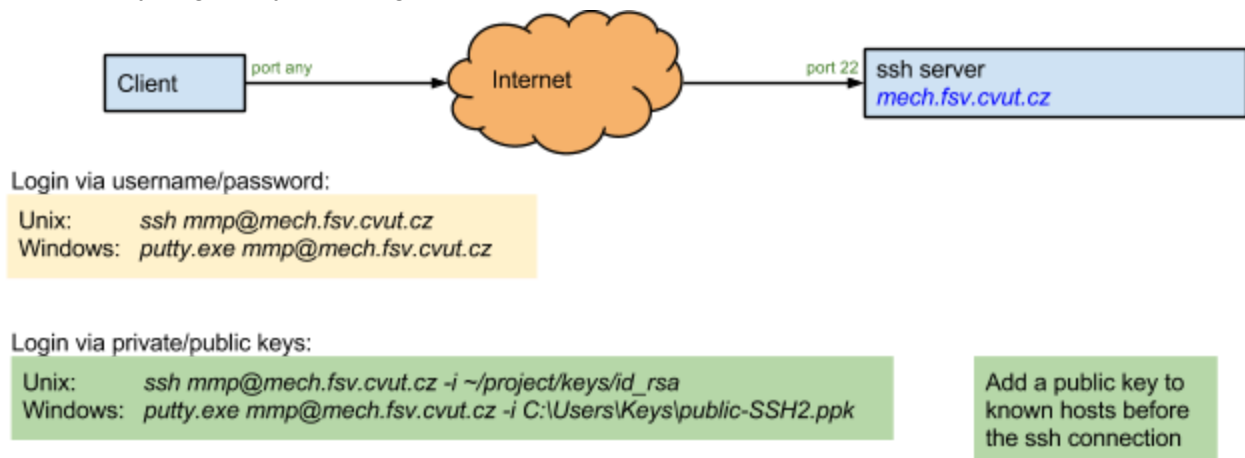 Client
port any
Internet
port 22
ssh server
mech.fsv.cvut.cz
Login via username/password:
Unix: ssh mmp@mech.fsv.cvut.cz
Windows: putty.exe mmp@mech.fsv.cvut.cz
Login via private/public keys:
Unix: ssh mmp@mech.fsv.cvut.cz -i ~/project/keys/id_rsa
Windows: putty.exe mmp@mech.fsv.cvut.cz -i C:\Users\Keys\public-SSH2.ppk
Add a public key to
known hosts before
the ssh connection